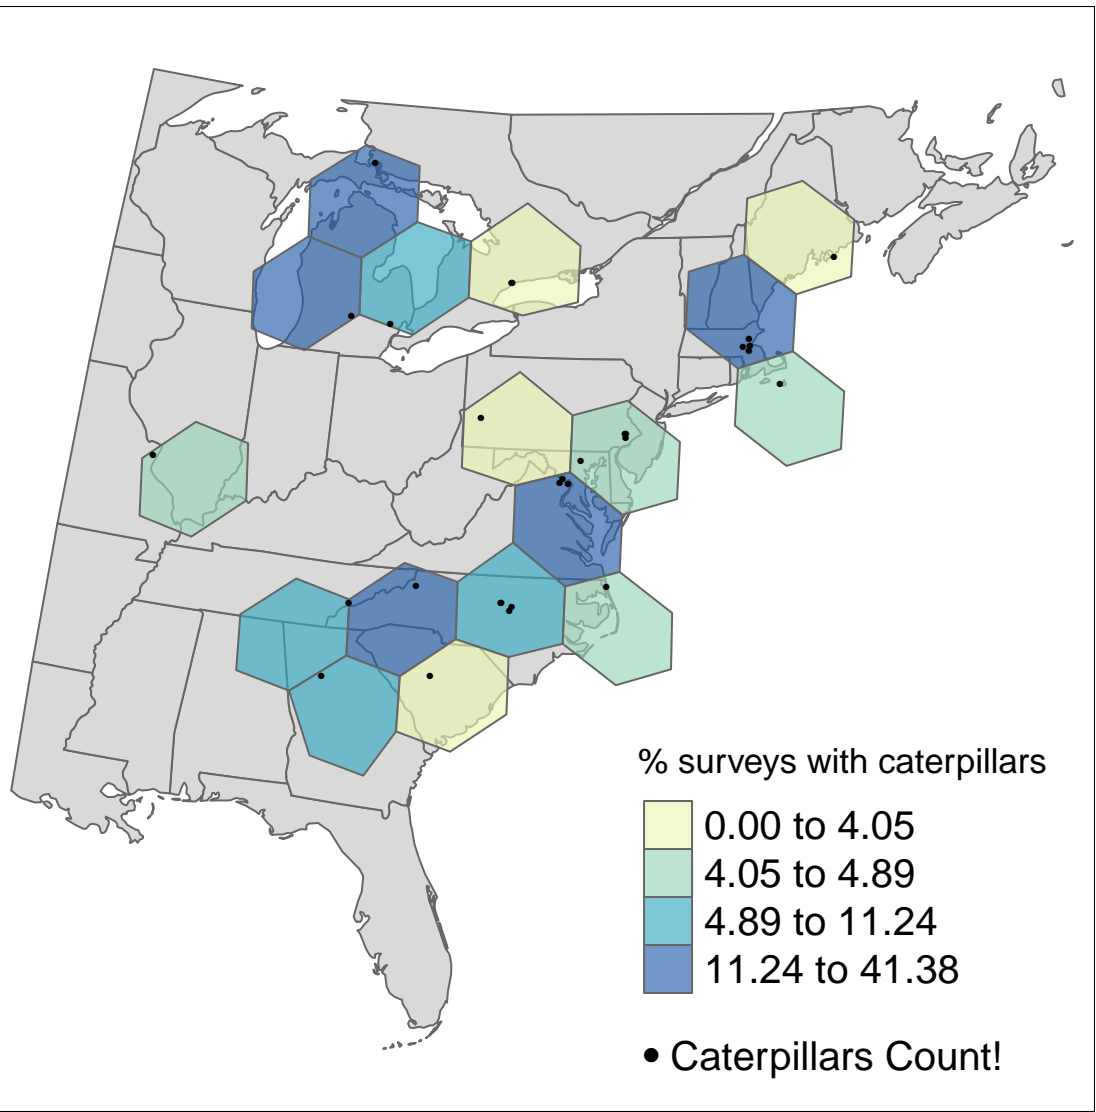 % surveys with caterpillars
0.00 to 4.05
4.05 to 4.89
4.89 to 11.24
11.24 to 41.38
Caterpillars Count!